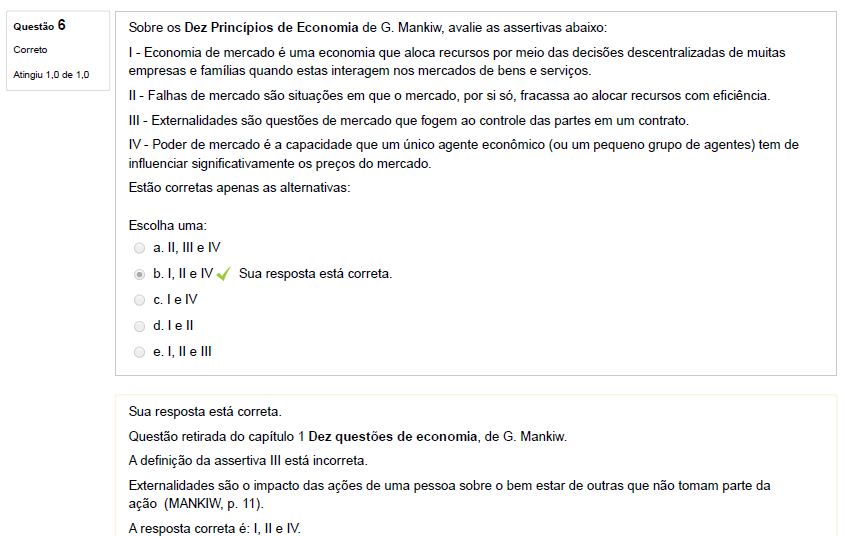 Questão 6
Correto
Atingiu 1,0 de 1,0
Sobre os Dez Princípios de Economia de G. Mankiw, avalie as assertivas abaixo:
I - Economia de mercado é uma economia que aloca recursos por meio das decisões descentralizadas de muitas
empresas e famílias quando estas interagem nos mercados de bens e serviços.
II - Falhas de mercado são situações em que o mercado, por si só, fracassa ao alocar recursos com eficiência.
III - Externalidades são questões de mercado que fogem ao controle das partes em um contrato.
IV - Poder de mercado é a capacidade que um único agente econômico (ou um pequeno grupo de agentes) tem de
influenciar significativamente os preços do mercado.
Estão corretas apenas as alternativas:
Escolha uma:
a. II, III e IV
b. I, II e IV Sua resposta está correta.
c. I e IV
d. I e II
e. I, II e III
Sua resposta está correta.
Questão retirada do capítulo 1 Dez questões de economia, de G. Mankiw.
A definição da assertiva III está incorreta.
Externalidades são o impacto das ações de uma pessoa sobre o bem estar de outras que não tomam parte da
ação (MANKIW, p. 11).
A resposta correta é: I, II e IV.